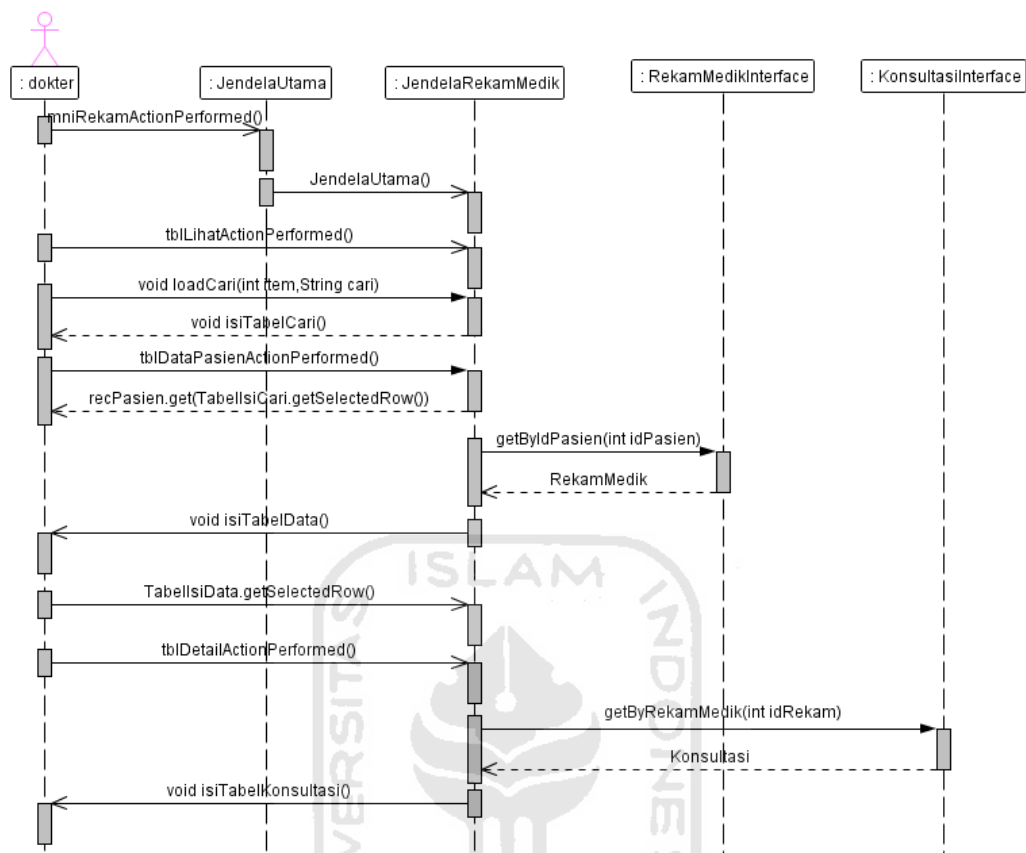 : dokter
: JendelaUtama
: JendelaRekamMedik
: RekamMedikInterface
: KonsultasiInterface
mniRekamActionPerformed()
JendelaUtama()
tblLihatActionPerformed()
void loadCari(int item,String cari)
void isiTabelCari()
tblDataPasienActionPerformed()
recPasien.get(TabelIsiCari.getSelectedRow())
getByIdPasien(int idPasien)
RekamMedik
void isiTabelData()
TabelIsiData.getSelectedRow()
tblDetailActionPerformed()
getByRekamMedik(int idRekam)
Konsultasi
void isiTabelKonsultasi()
ISLAM